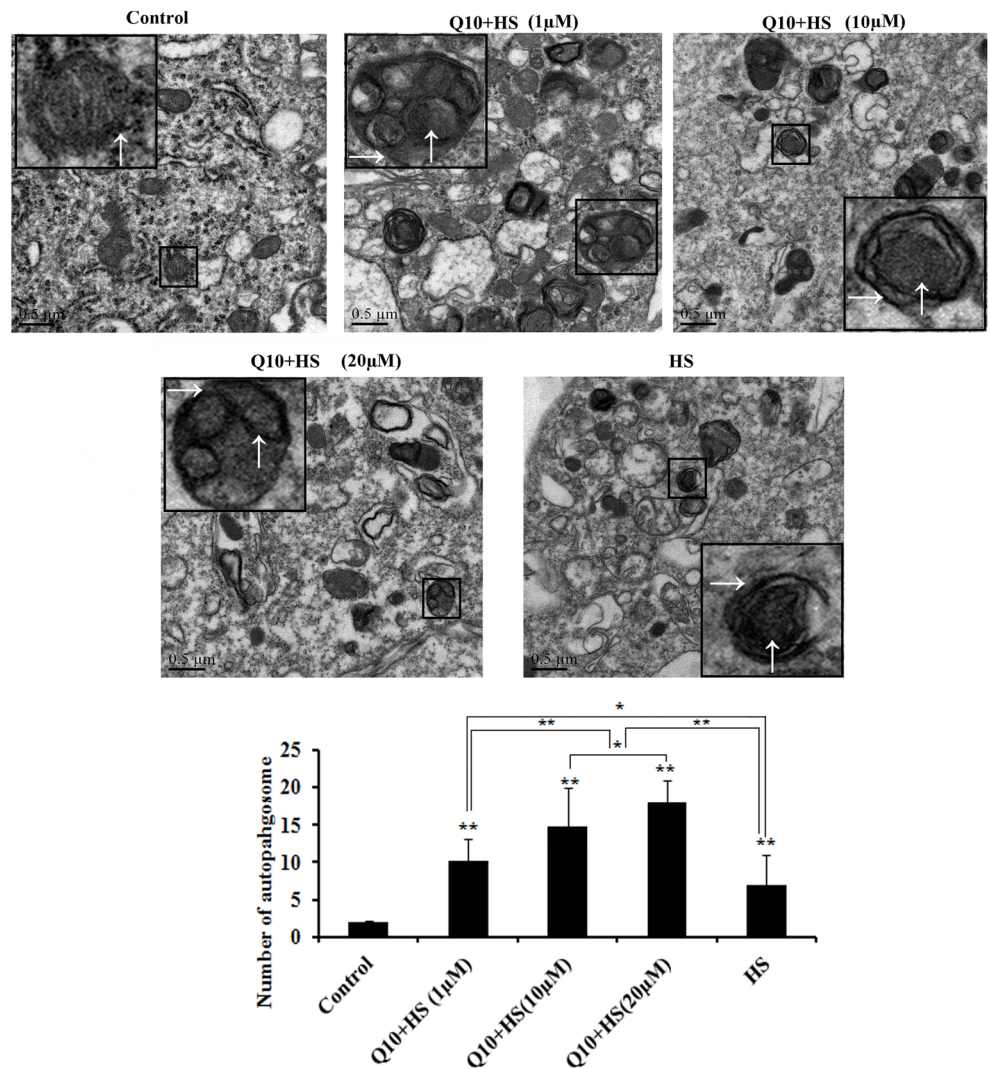 Control
Q10+HS (1μM)
Q10+HS (10μM)
0.5 μm
0.5 μm
0.5 μm
Q10+HS (20μM)
HS
0.5 μm
0.5 μm
*
**
**
*
**
**
**
**
25
20
15
10
5
0
Number of autopahgosome
Control
Q10+HS (1μM)
Q10+HS(10μM)
Q10+HS(20μM)
HS